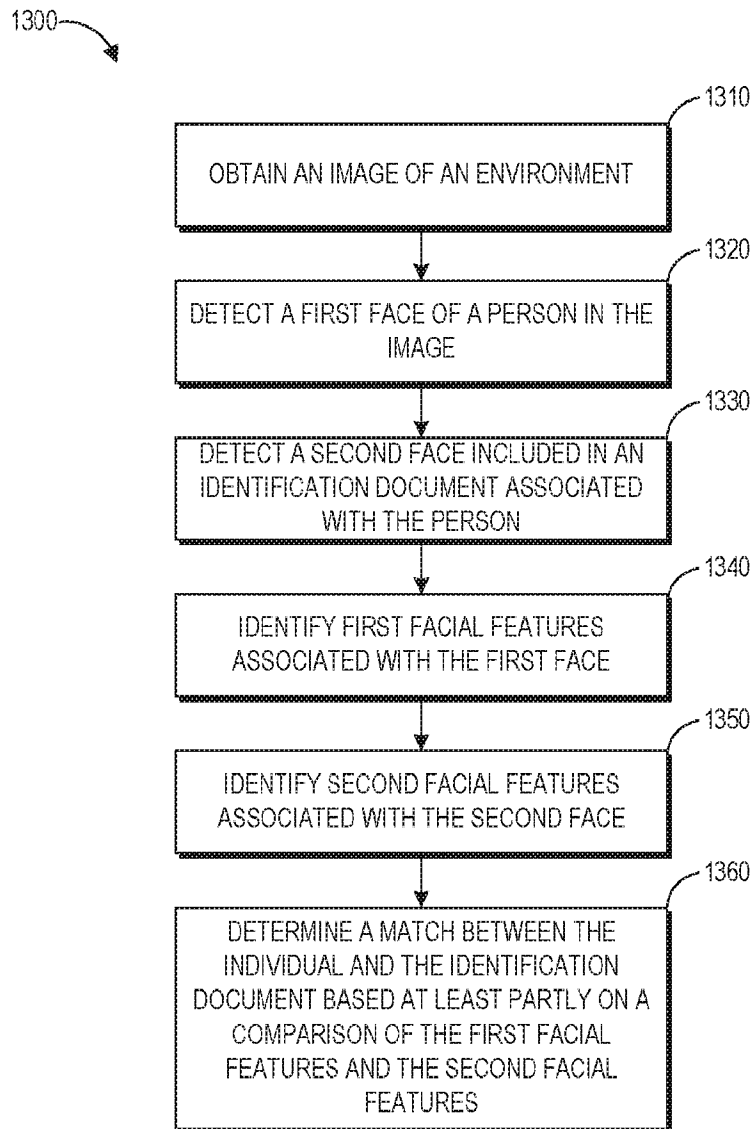 1300
1310
OBTAIN AN IMAGE OF AN ENVIRONMENT
1320
DETECT A FIRST FACE OF A PERSON IN THE
IMAGE
1330
DETECT A SECOND FACE INCLUDED IN AN
IDENTIFICATION DOCUMENT ASSOCIATED
WITH THE PERSON
1340
IDENTIFY FIRST FACIAL FEATURES
ASSOCIATED WITH THE FIRST FACE
1350
IDENTIFY SECOND FACIAL FEATURES
ASSOCIATED WITH THE SECOND FACE
1360
DETERMINE A MATCH BETWEEN THE
INDIVIDUAL AND THE IDENTIFICATION
DOCUMENT BASED AT LEAST PARTLY ON A
COMPARISON OF THE FIRST FACIAL
FEATURES AND THE SECOND FACIAL
FEATURES